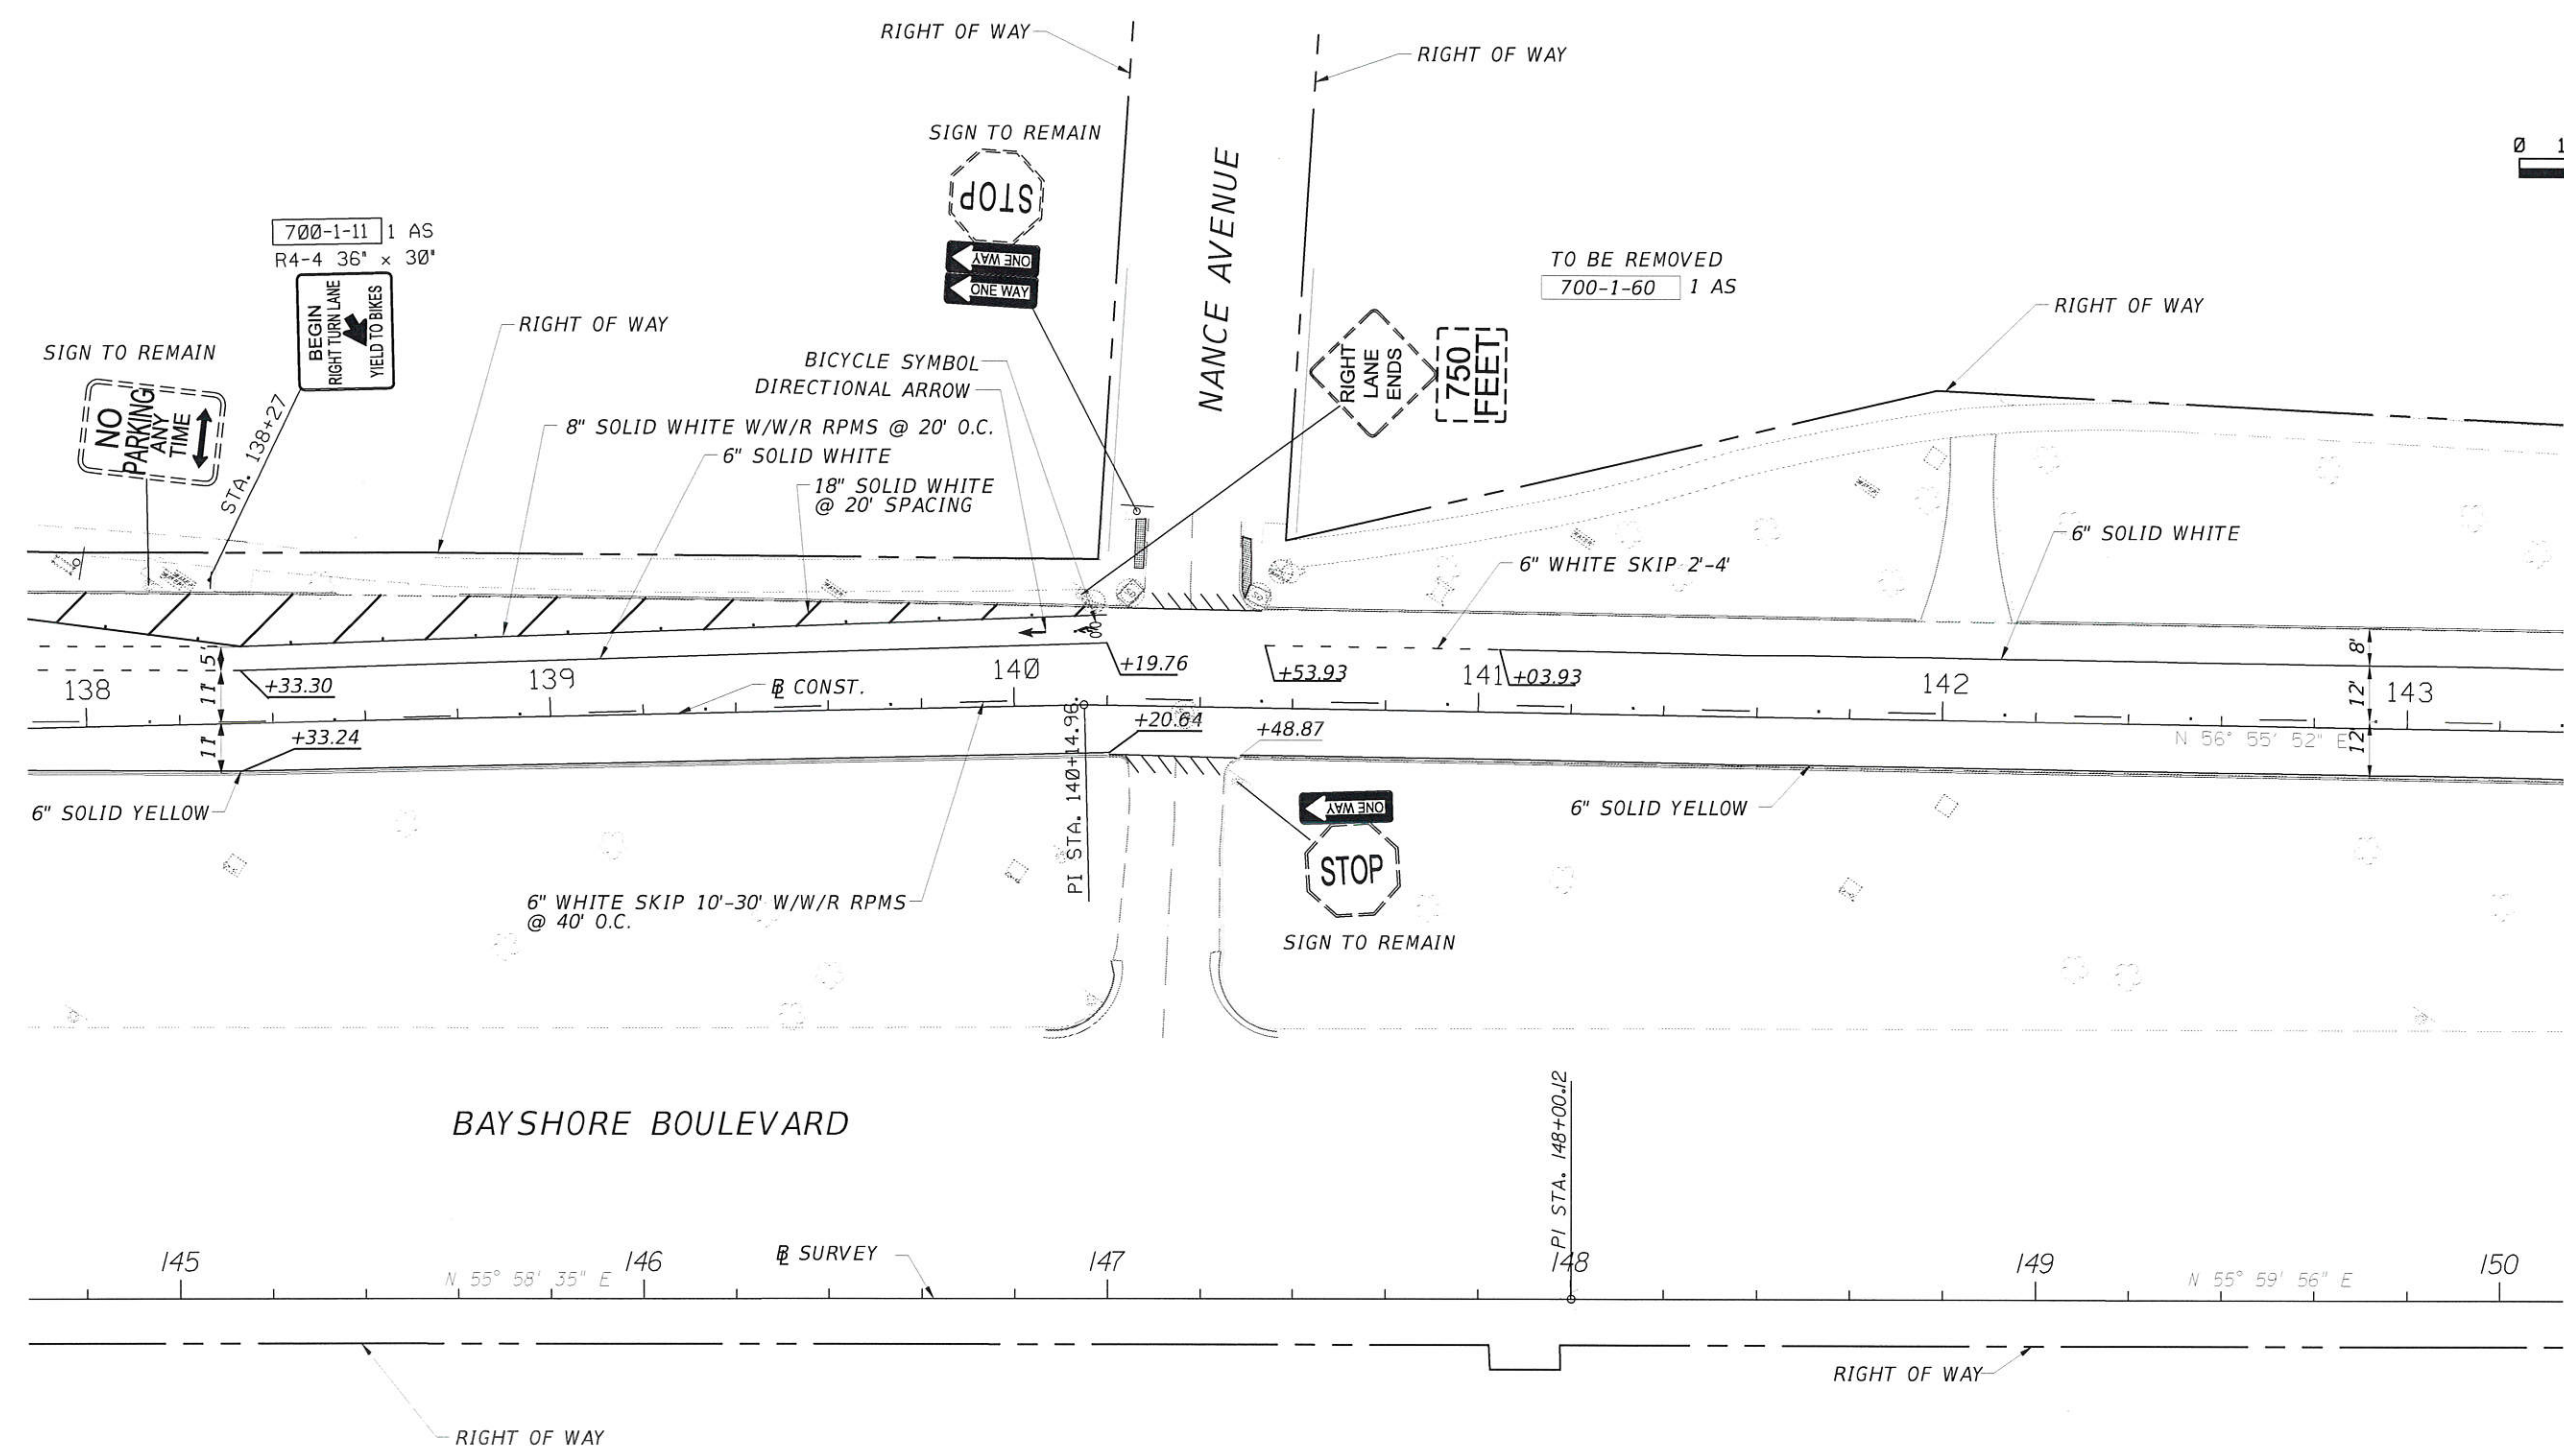 RIGHT OF WAY
RIGHT OF WAY
SIGN TO REMAIN
STOP
ONE WAY
ONE WAY
NANCE AVENUE
Ø 1
700-1-11 1 AS
R4-4 36" x 30"
BEGIN
RIGHT TURN LANE
YIELD TO BIKES
STA. 138+27
SIGN TO REMAIN
NO
PARKING
ANY
TIME
RIGHT OF WAY
BICYCLE SYMBOL
DIRECTIONAL ARROW
8" SOLID WHITE W/W/R RPMS @ 20' O.C.
6" SOLID WHITE
18" SOLID WHITE
@ 20' SPACING
TO BE REMOVED
700-1-60 1 AS
RIGHT
LANE
ENDS
750
FEET
RIGHT OF WAY
6" SOLID WHITE
6" WHITE SKIP 2'-4'
5'
11'
11'
8'
12'
12'
138
139
140
141
142
143
+33.30
+19.76
+53.93
+03.93
℄ CONST.
+33.24
+20.64
+48.87
N 56° 55' 52" E
PI STA. 140+14.96
6" SOLID YELLOW
6" SOLID YELLOW
ONE WAY
STOP
SIGN TO REMAIN
6" WHITE SKIP 10'-30' W/W/R RPMS
@ 40' O.C.
BAYSHORE BOULEVARD
PI STA. 148+00.12
145
146
147
148
149
150
℄ SURVEY
N 55° 58' 35" E
N 55° 59' 56" E
RIGHT OF WAY
RIGHT OF WAY